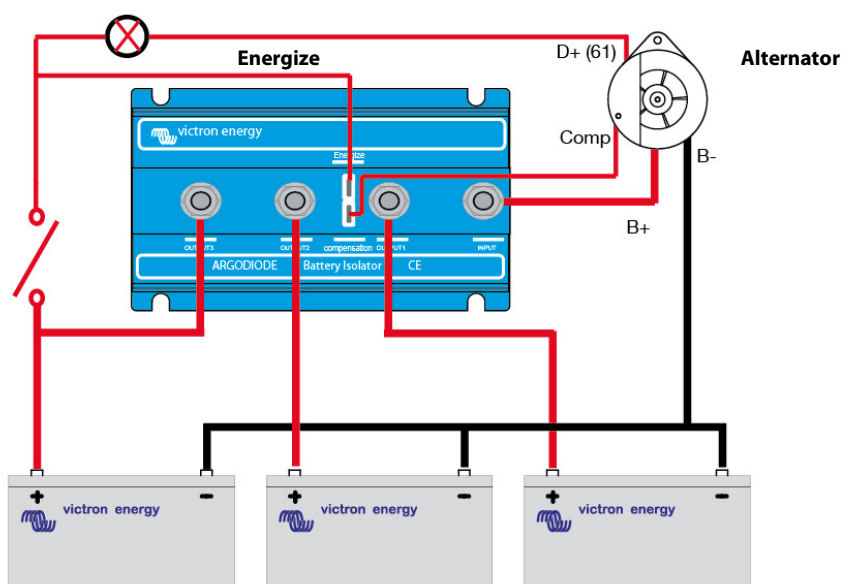 D+ (61)
Energize
Alternator
victron energy
Comp
Energize
B-
B+
OUTPUT3
OUTPUT2
compensation
OUTPUT1
INPUT
ARGODIODE
Battery Isolator
CE
+
-
+
-
+
-
victron energy
victron energy
victron energy